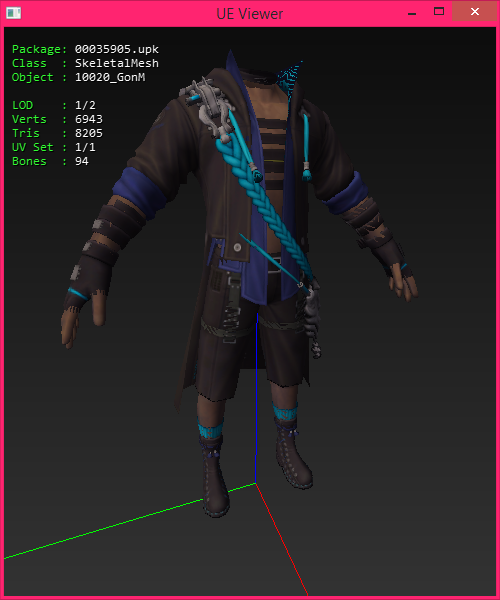 UE Viewer
Package: 00035905.upk
Class  : SkeletalMesh
Object : 10020_GonM
LOD    : 1/2
Verts  : 6943
Tris   : 8205
UV Set : 1/1
Bones  : 94